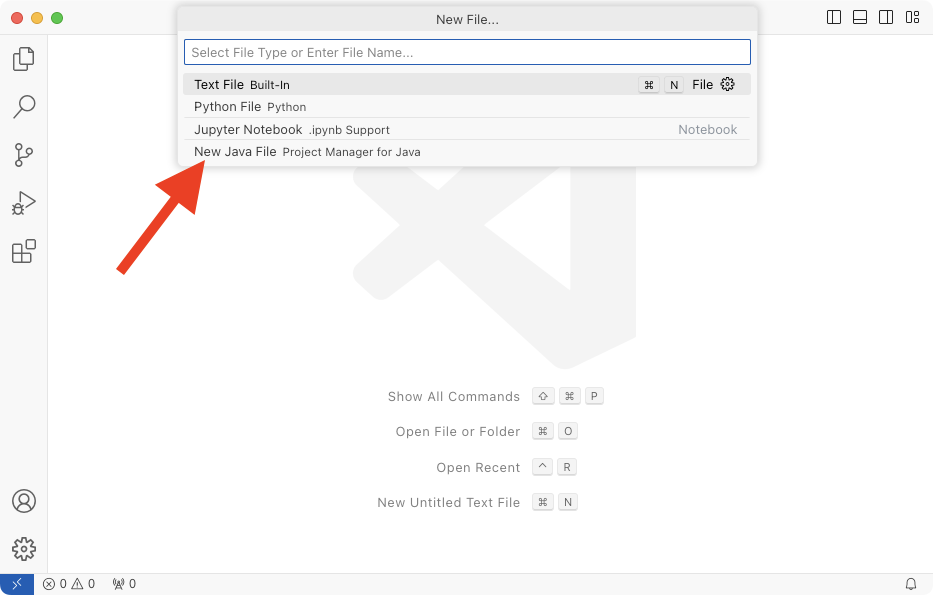 New File...
Select File Type or Enter File Name...
Text File Built-In ⌘ N File
Python File Python
Jupyter Notebook .ipynb Support Notebook
New Java File Project Manager for Java
Show All Commands ⇧ ⌘ P
Open File or Folder ⌘ O
Open Recent ^ R
New Untitled Text File ⌘ N
0 0 0